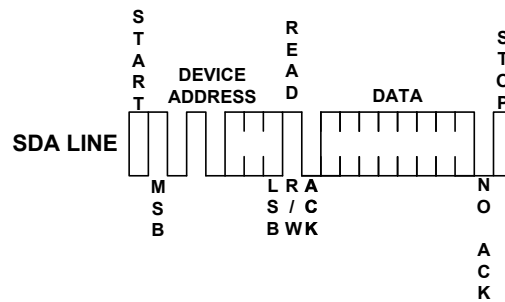 START
DEVICE
ADDRESS
READ
DATA
STOP
SDA LINE
MSB
LSB
R/W
ACK
NO ACK